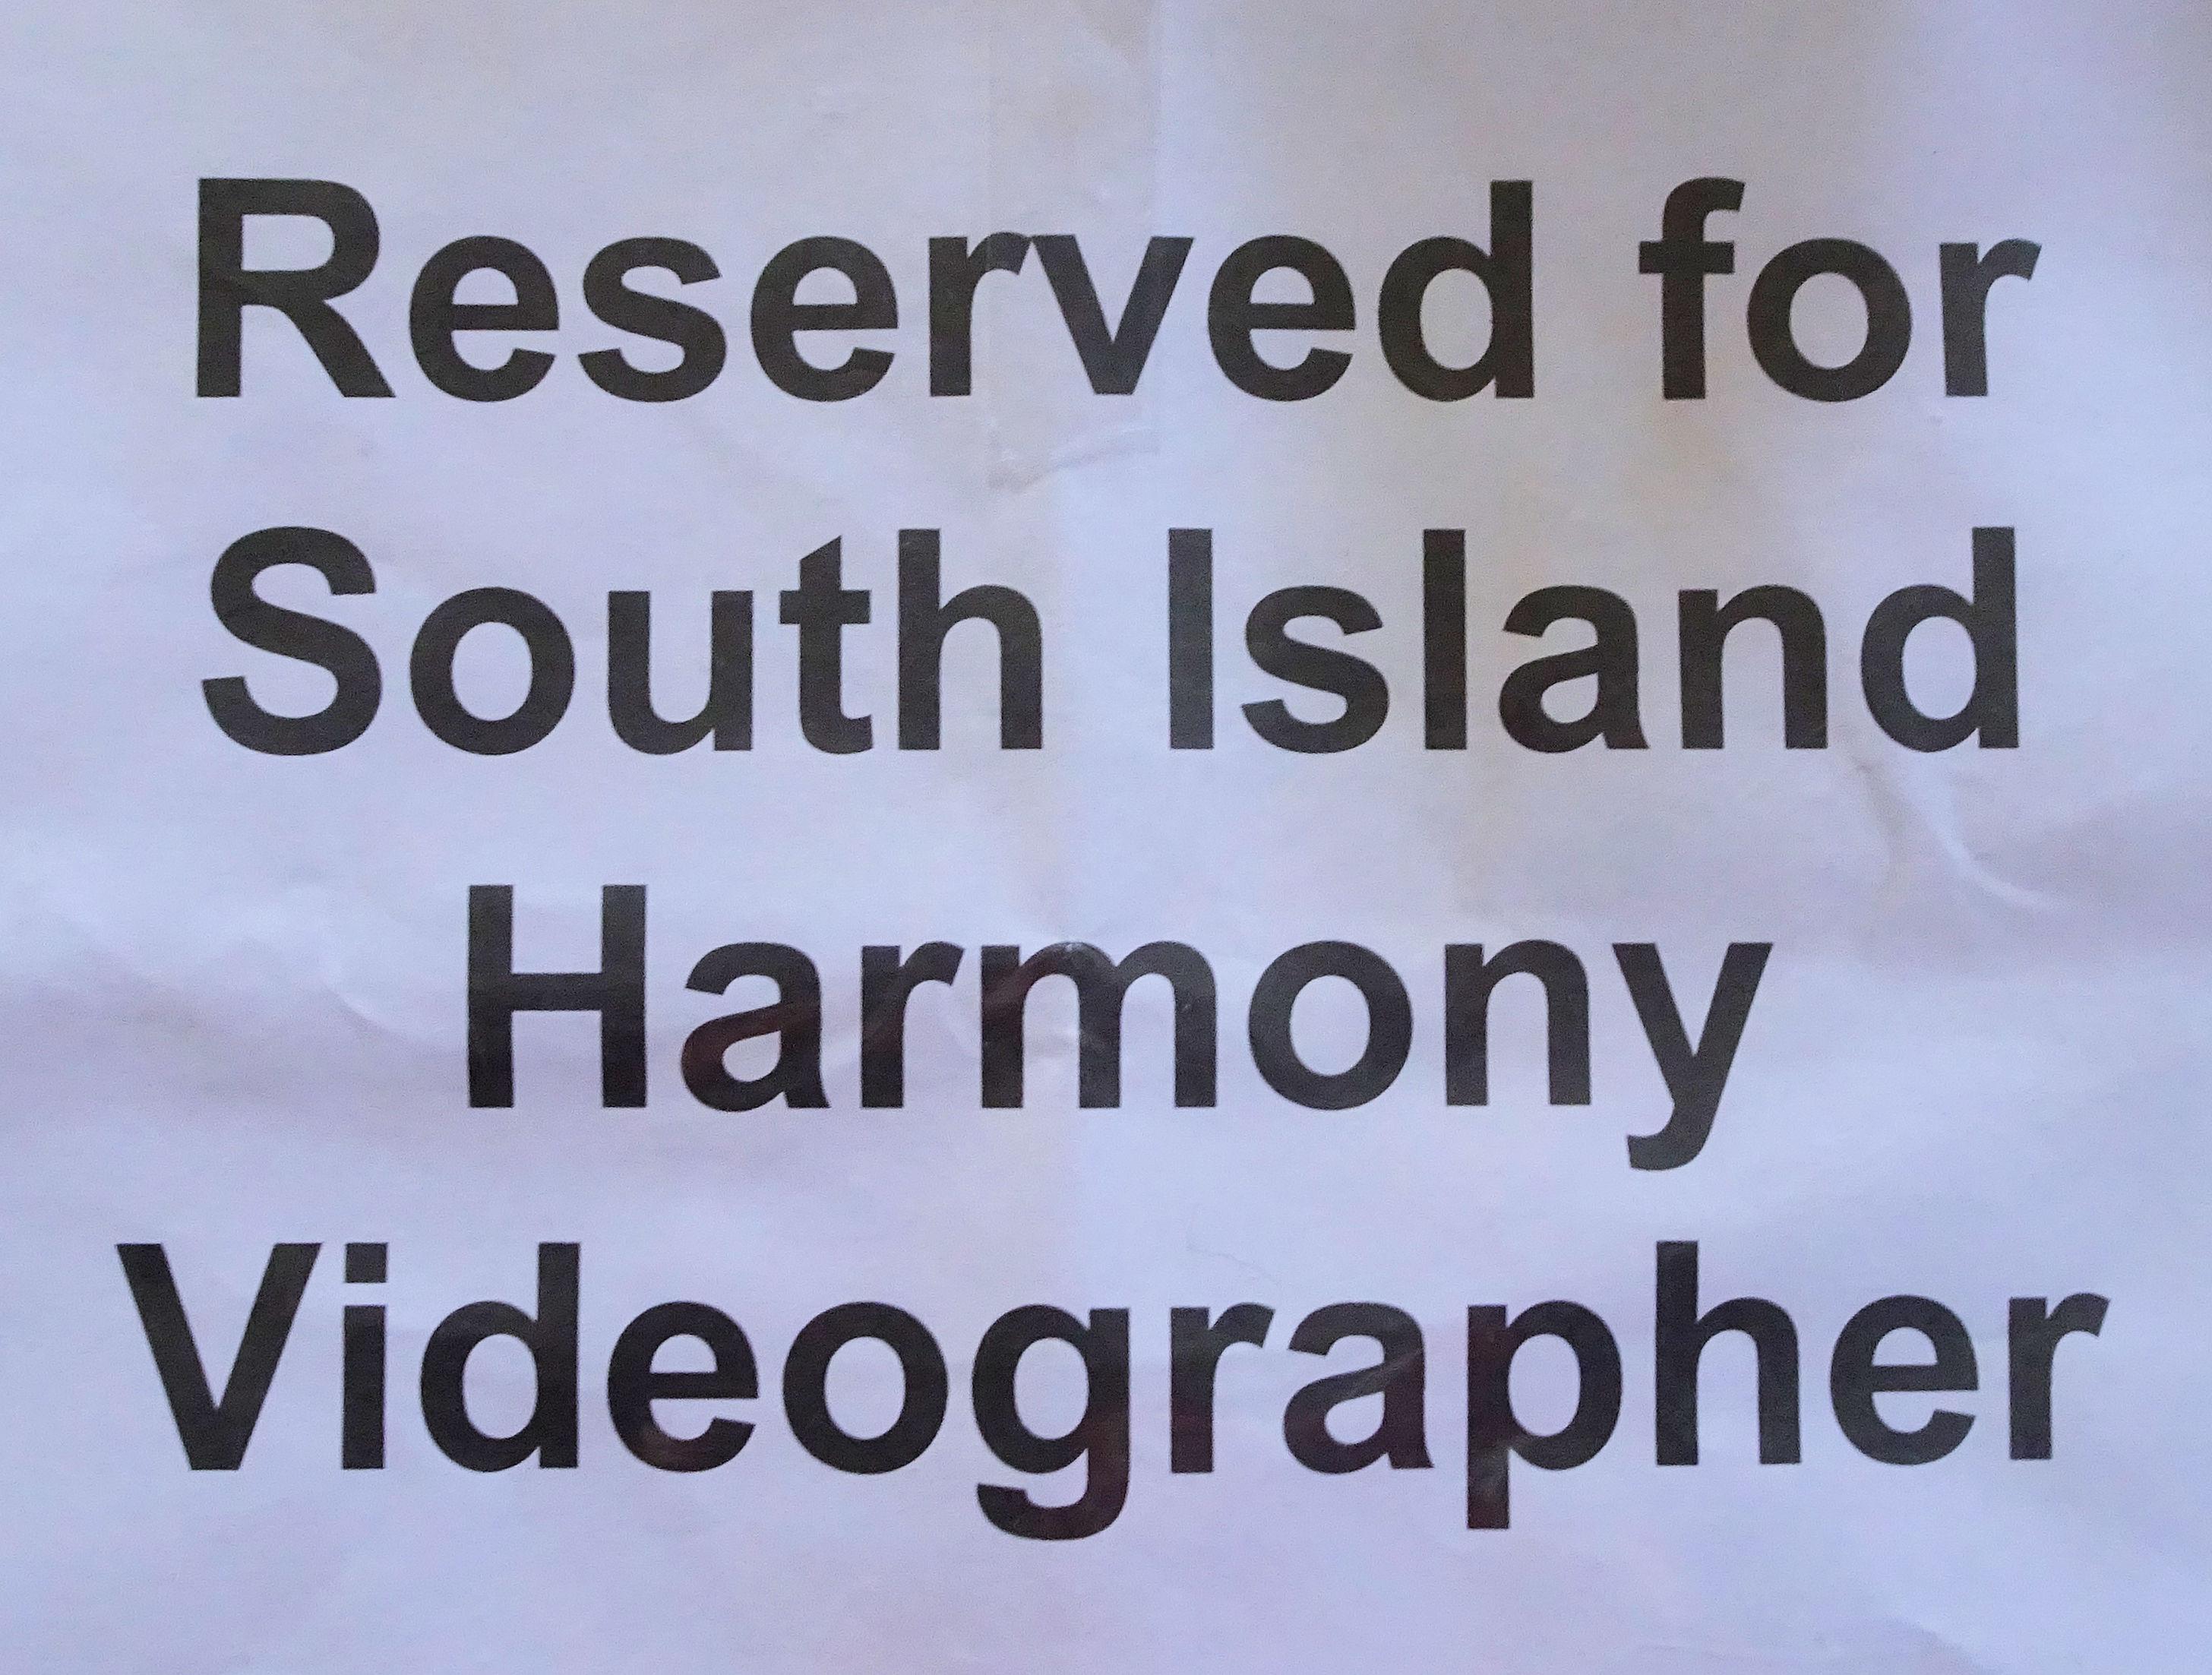 Reserved for
South Island
Harmony
Videographer